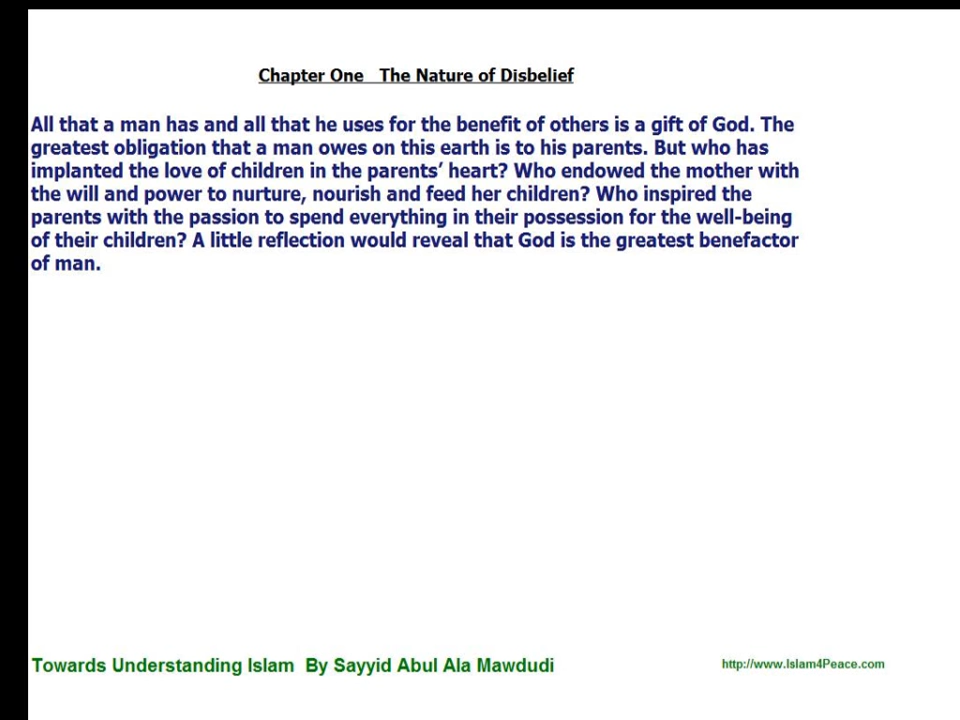 Chapter One   The Nature of Disbelief
All that a man has and all that he uses for the benefit of others is a gift of God. The
greatest obligation that a man owes on this earth is to his parents. But who has
implanted the love of children in the parents’ heart? Who endowed the mother with
the will and power to nurture, nourish and feed her children? Who inspired the
parents with the passion to spend everything in their possession for the well-being
of their children? A little reflection would reveal that God is the greatest benefactor
of man.
Towards Understanding Islam  By Sayyid Abul Ala Mawdudi
http://www.Islam4Peace.com